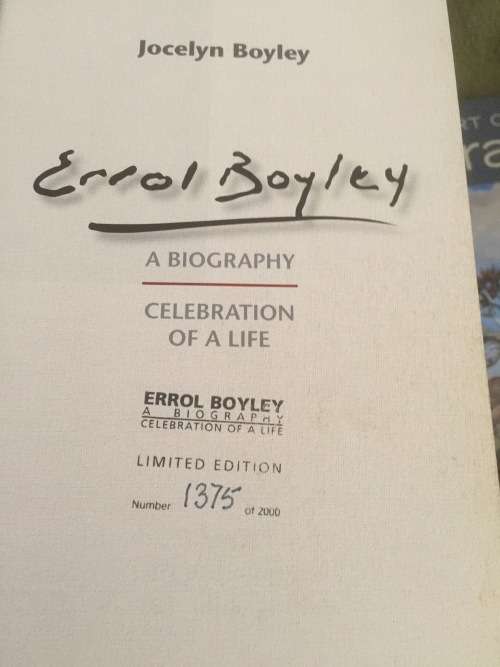 Jocelyn Boyley
Errol Boyley
A BIOGRAPHY
CELEBRATION
OF A LIFE
ERROL BOYLEY
A BIOGRAPHY
CELEBRATION OF A LIFE
LIMITED EDITION
Number 1375 of 2000